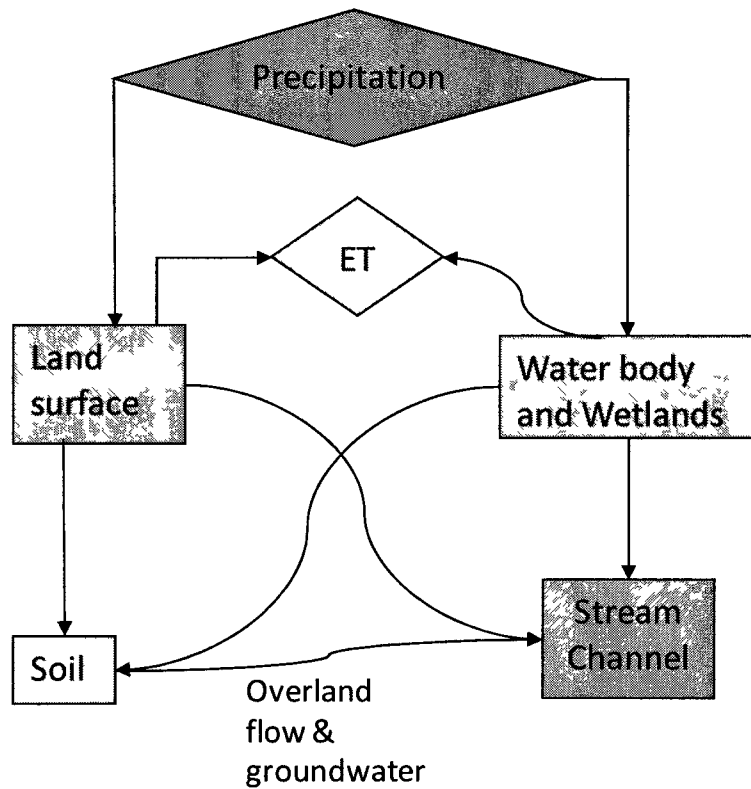 Precipitation
ET
Land
surface
Water body
and Wetlands
Soil
Stream
Channel
Overland
flow &
groundwater